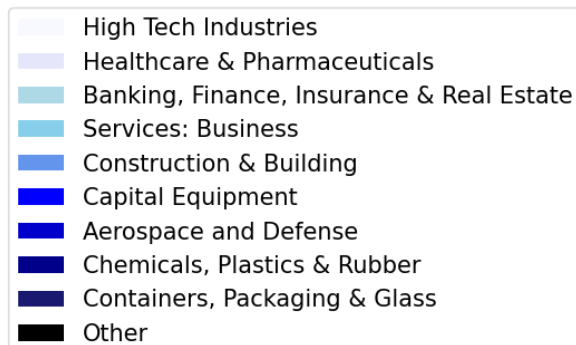 High Tech Industries
Healthcare & Pharmaceuticals
Banking, Finance, Insurance & Real Estate
Services: Business
Construction & Building
Capital Equipment
Aerospace and Defense
Chemicals, Plastics & Rubber
Containers, Packaging & Glass
Other